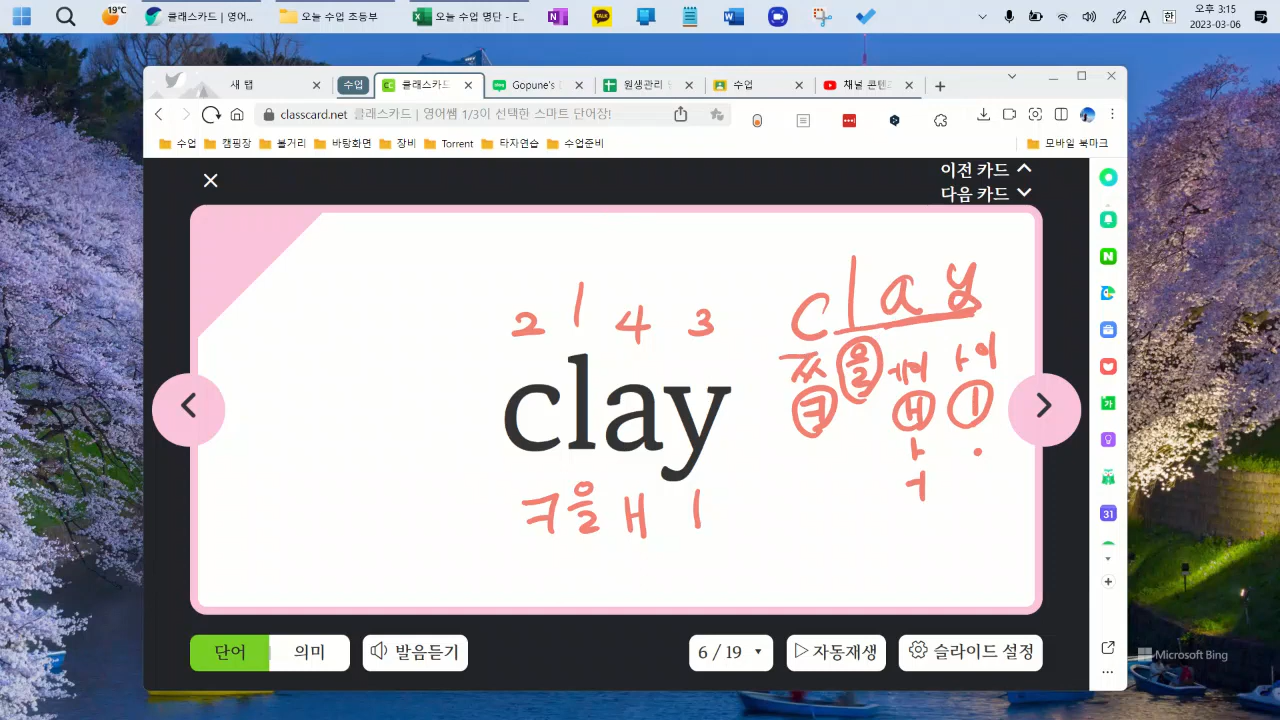 19°C
클래스카드 | 영어...
오늘 수업 조등부
오늘 수업 명단 - E...
TALK
A
한
오후 3:15
2023-03-06
새 탭
수업
클래스카드 | 영어
Gopune's
원생관리
수업
채널 콘텐츠
classcard.net 클래스카드 | 영어쌤 1/3이 선택한 스마트 단어장!
수업
캠핑장
볼거리
바탕화면
장비
Torrent
타자연습
수업준비
모바일 북마크
이전 카드
다음 카드
clay
2 1 4 3
ㅉ 을
clay
ㅋ ㅐ ㅣ
ㅋ 을 ㅐ ㅣ
31
단어
의미
발음듣기
6 / 19
자동재생
슬라이드 설정
Microsoft Bing